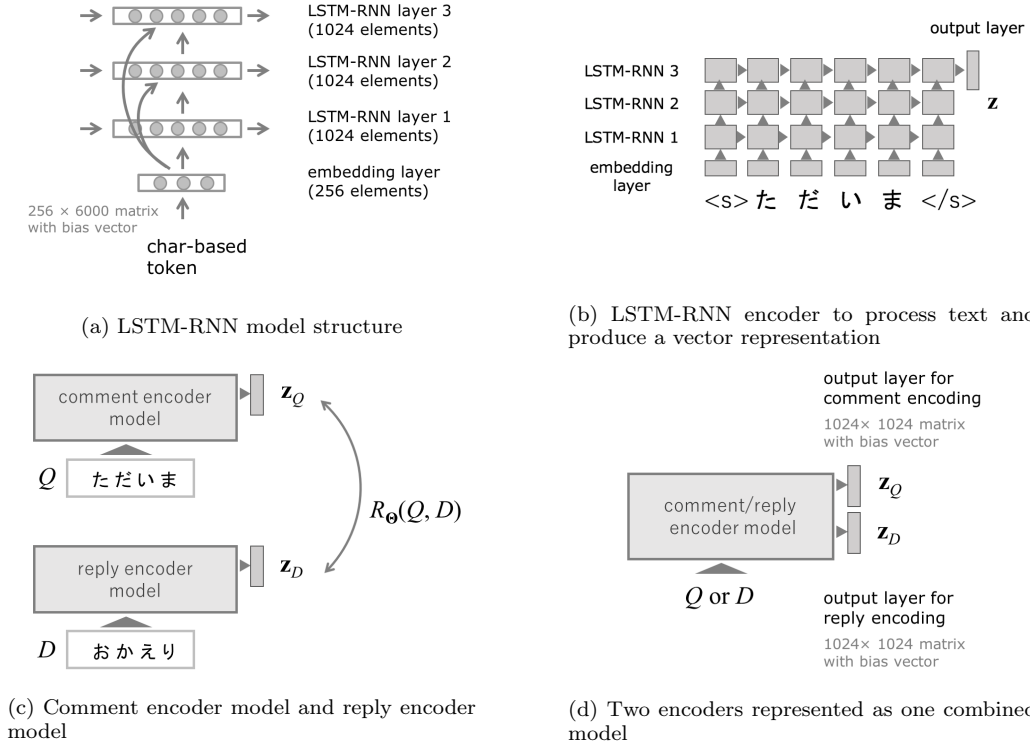 LSTM-RNN layer 3
(1024 elements)
LSTM-RNN layer 2
(1024 elements)
LSTM-RNN layer 1
(1024 elements)
embedding layer
(256 elements)
256 × 6000 matrix
with bias vector
char-based
token
(a) LSTM-RNN model structure
output layer
LSTM-RNN 3
LSTM-RNN 2
z
LSTM-RNN 1
embedding
layer
<s> た だ い ま </s>
(b) LSTM-RNN encoder to process text and
produce a vector representation
comment encoder
model
z_Q
Q
ただいま
R_Θ(Q, D)
reply encoder
model
z_D
D
おかえり
(c) Comment encoder model and reply encoder
model
output layer for
comment encoding
1024× 1024 matrix
with bias vector
comment/reply
encoder model
z_Q
z_D
Q or D
output layer for
reply encoding
1024× 1024 matrix
with bias vector
(d) Two encoders represented as one combined
model